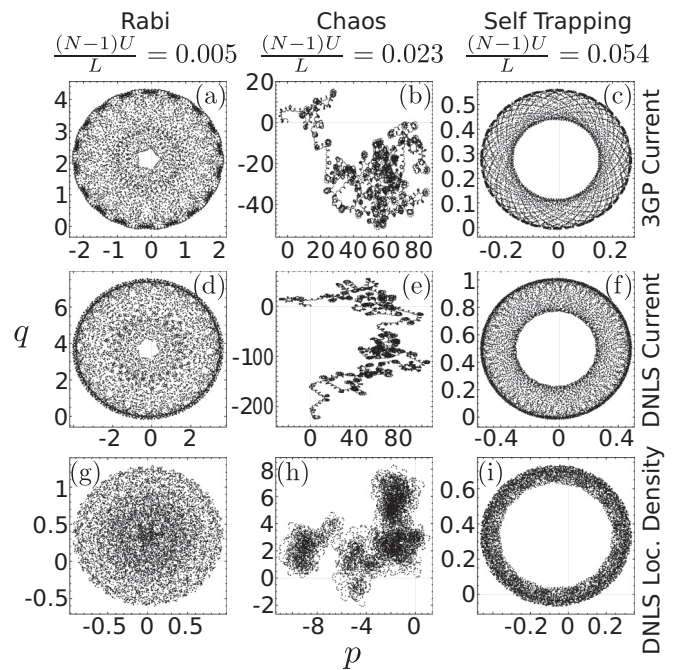 Rabi Chaos Self Trapping
(N−1)U/L = 0.005 (N−1)U/L = 0.023 (N−1)U/L = 0.054
(a) (b) (c)
4 3 2 1 0
-2 -1 0 1 2
20 0 -20 -40
0 20 40 60 80
0.5 0.4 0.3 0.2 0.1 0
-0.2 0 0.2
3GP Current
(d) (e) (f)
q
6 4 2 0
-2 0 2
0 -100 -200
0 40 80
1 0.8 0.6 0.4 0.2 0
-0.4 0 0.4
DNLS Current
(g) (h) (i)
1 0.5 0 -0.5
-0.5 0 0.5
8 6 4 2 0 -2
-8 -4 0
0.6 0.4 0.2 0
-0.2 0 0.2
DNLS Loc. Density
p